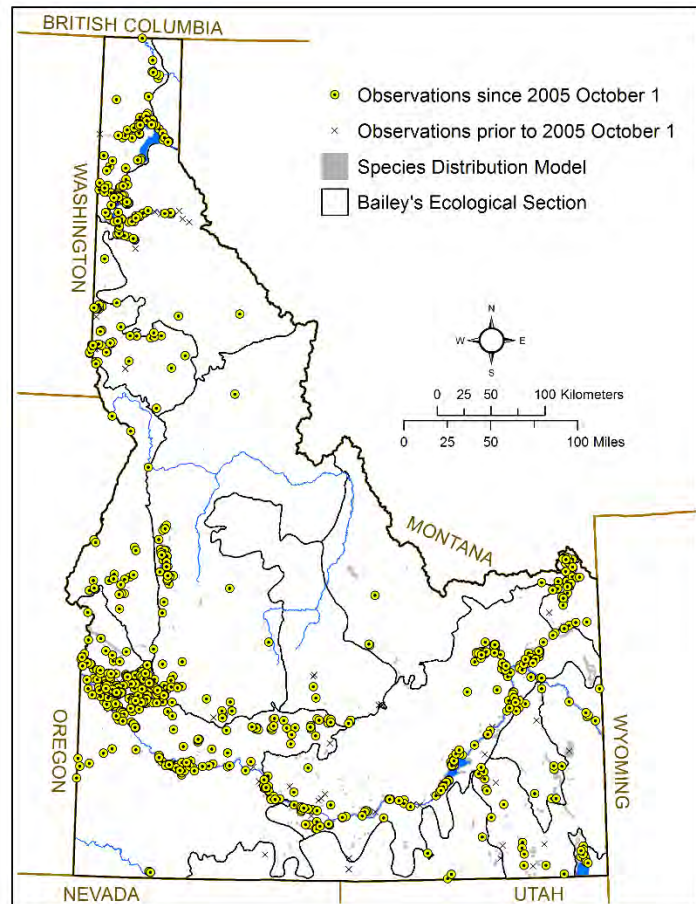 BRITISH COLUMBIA
Observations since 2005 October 1
Observations prior to 2005 October 1
Species Distribution Model
Bailey's Ecological Section
WASHINGTON
N
W E
S
0 25 50 100 Kilometers
0 25 50 100 Miles
MONTANA
OREGON
WYOMING
NEVADA
UTAH